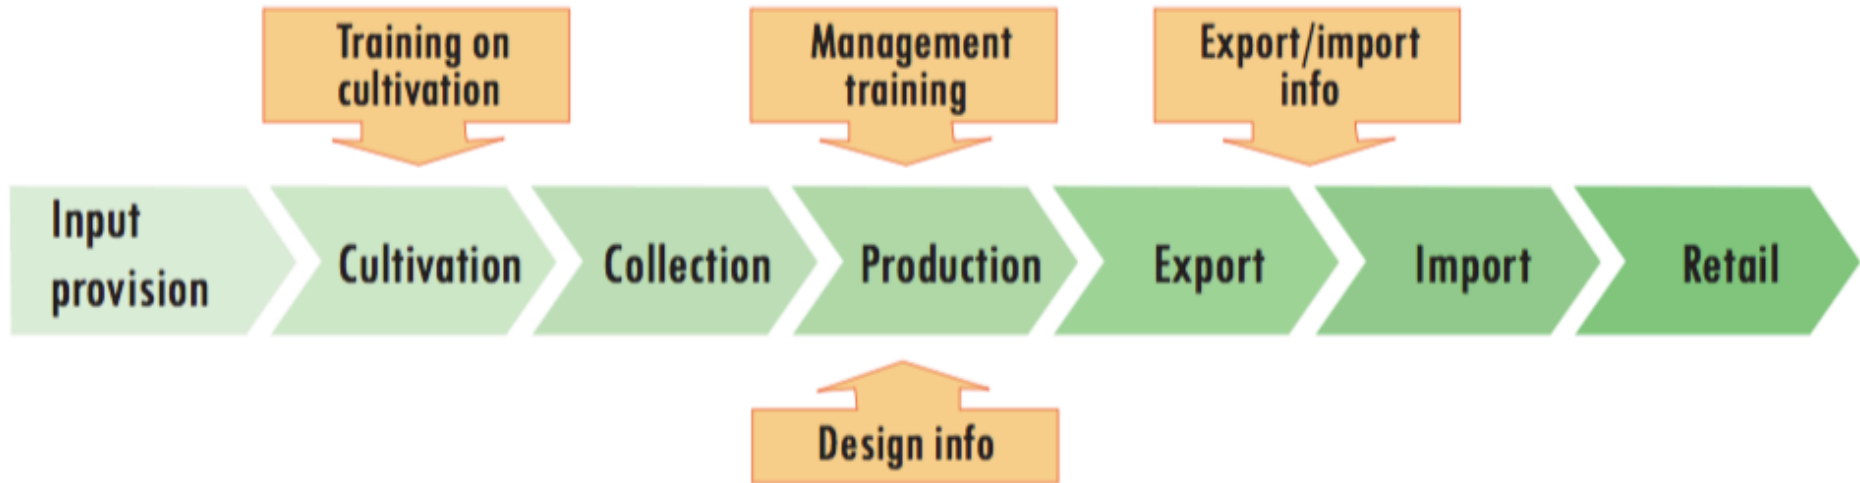 Training on
cultivation
Management
training
Export/import
info
Input
provision
Cultivation
Collection
Production
Export
Import
Retail
Design info